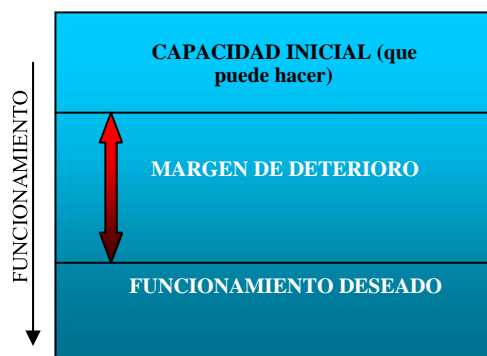 CAPACIDAD INICIAL (que
puede hacer)
FUNCIONAMIENTO
MARGEN DE DETERIORO
FUNCIONAMIENTO DESEADO